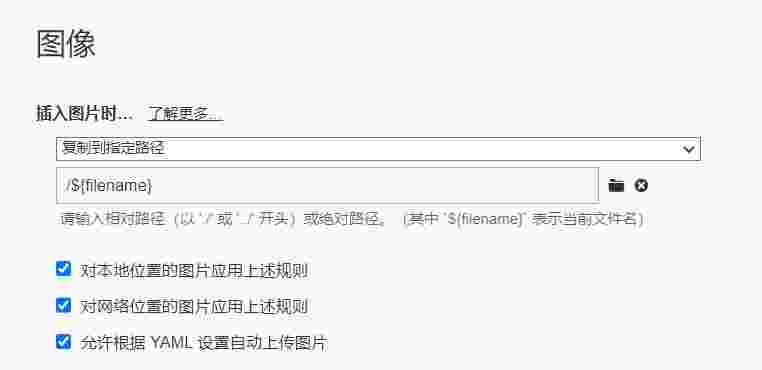 图像
插入图片时... 了解更多...
复制到指定路径
/${filename}
请输入相对路径（以 './' 或 '../' 开头）或绝对路径。（其中 `${filename}` 表示当前文件名）
对本地位置的图片应用上述规则
对网络位置的图片应用上述规则
允许根据 YAML 设置自动上传图片